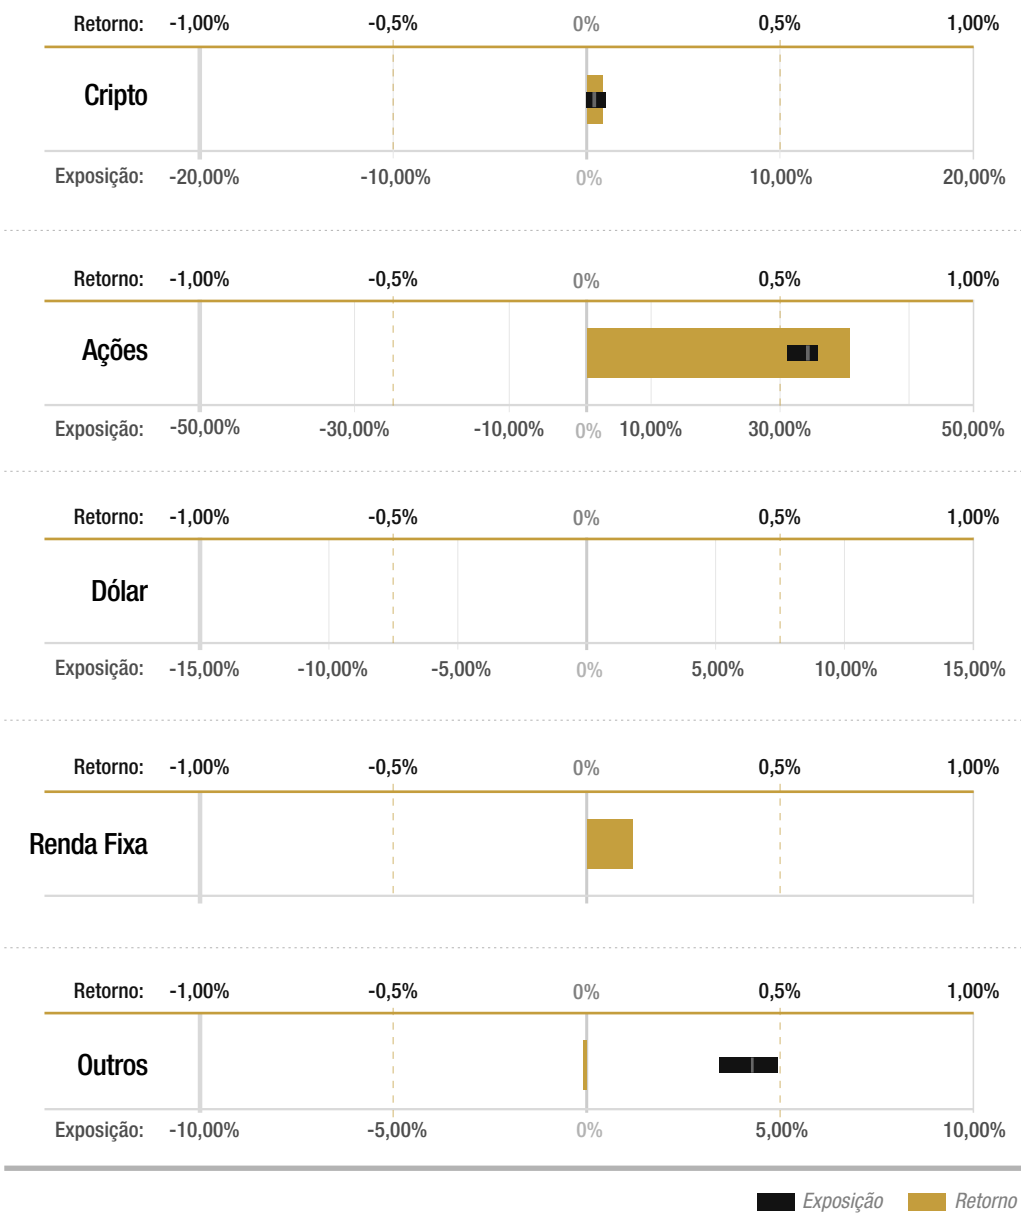 Retorno: -1,00% -0,5% 0% 0,5% 1,00%
Cripto
Exposição: -20,00% -10,00% 0% 10,00% 20,00%
Retorno: -1,00% -0,5% 0% 0,5% 1,00%
Ações
Exposição: -50,00% -30,00% -10,00% 0% 10,00% 30,00% 50,00%
Retorno: -1,00% -0,5% 0% 0,5% 1,00%
Dólar
Exposição: -15,00% -10,00% -5,00% 0% 5,00% 10,00% 15,00%
Retorno: -1,00% -0,5% 0% 0,5% 1,00%
Renda Fixa
Retorno: -1,00% -0,5% 0% 0,5% 1,00%
Outros
Exposição: -10,00% -5,00% 0% 5,00% 10,00%
Exposição Retorno